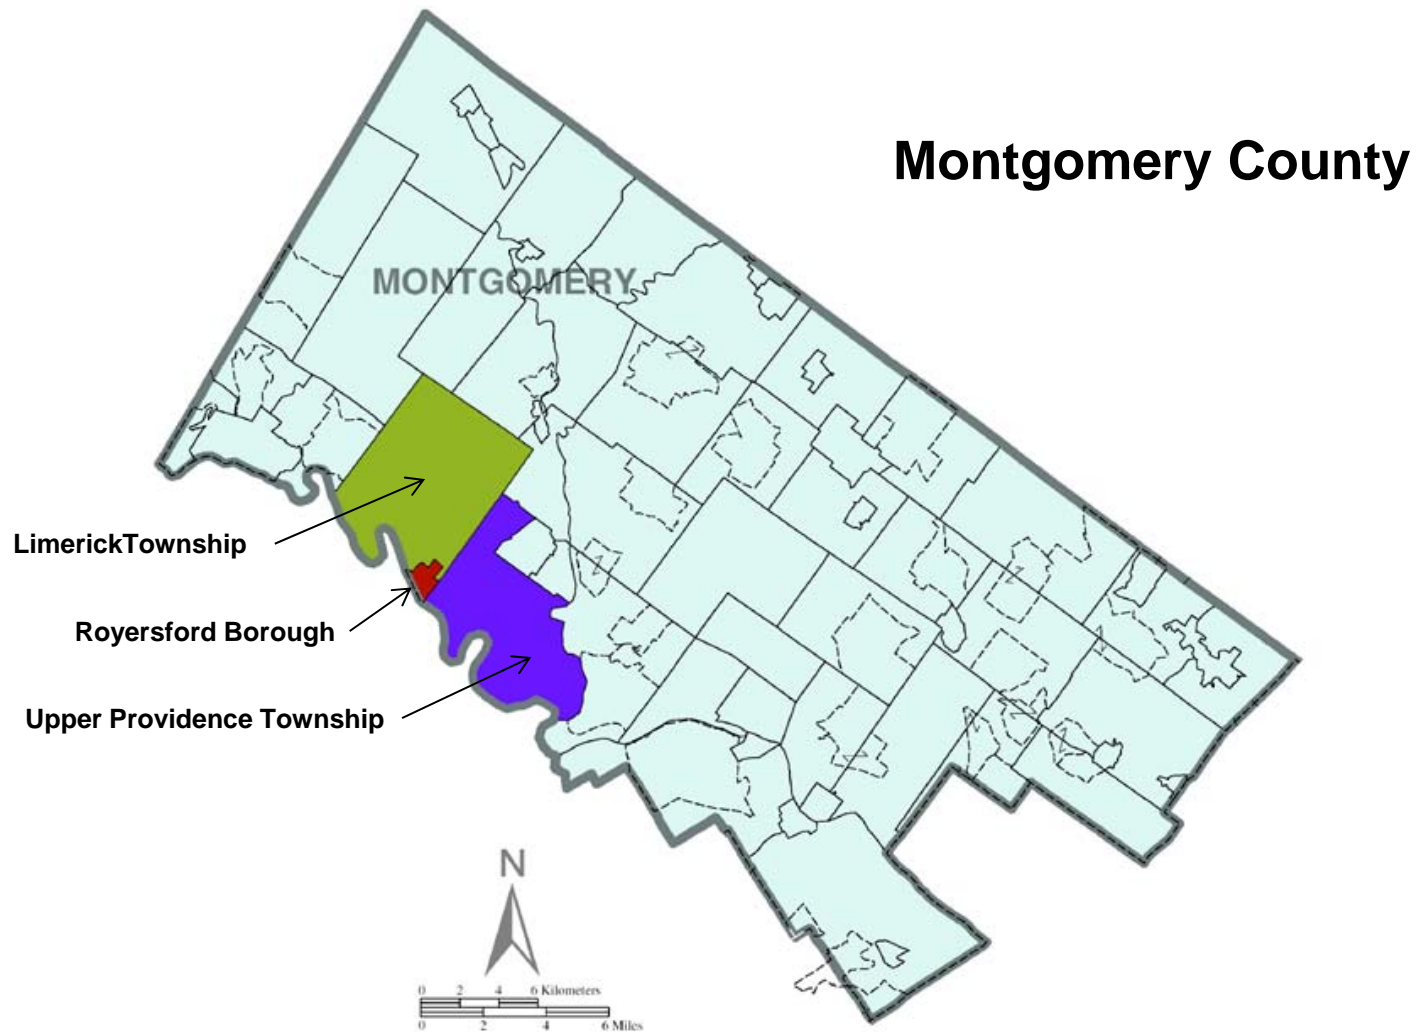 Montgomery County
MONTGOMERY
LimerickTownship
Royersford Borough
Upper Providence Township
N
0 2 4 6 Kilometers
0 2 4 6 Miles